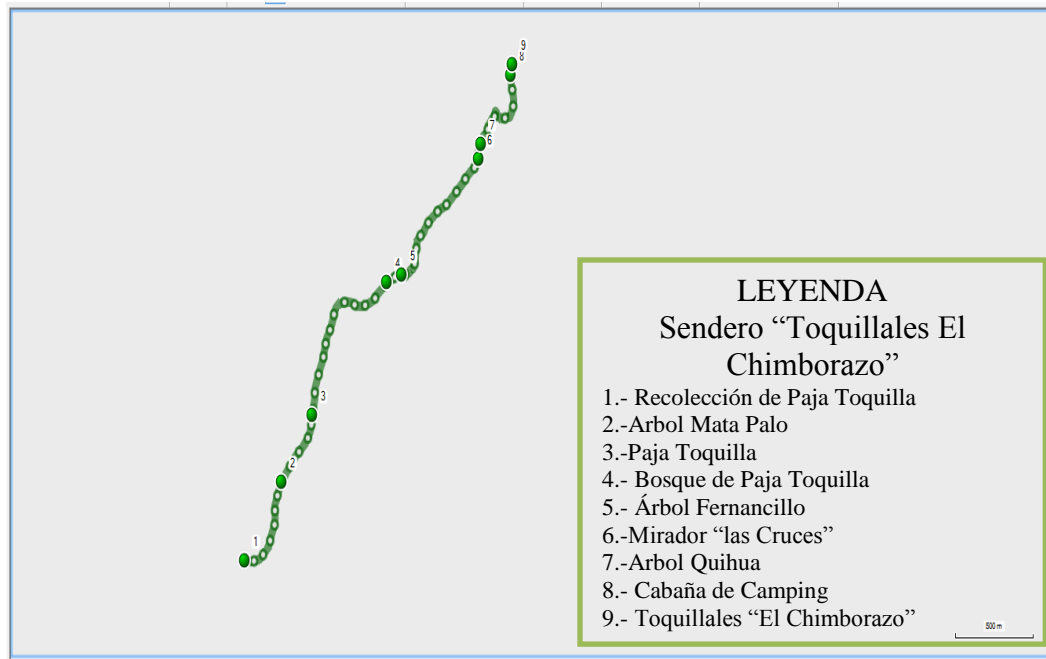 9
8
7
6
5
4
3
2
1
LEYENDA
Sendero “Toquillales El
Chimborazo”
1.- Recolección de Paja Toquilla
2.-Arbol Mata Palo
3.-Paja Toquilla
4.- Bosque de Paja Toquilla
5.- Árbol Fernancillo
6.-Mirador “las Cruces”
7.-Arbol Quihua
8.- Cabaña de Camping
9.- Toquillales “El Chimborazo”
500 m